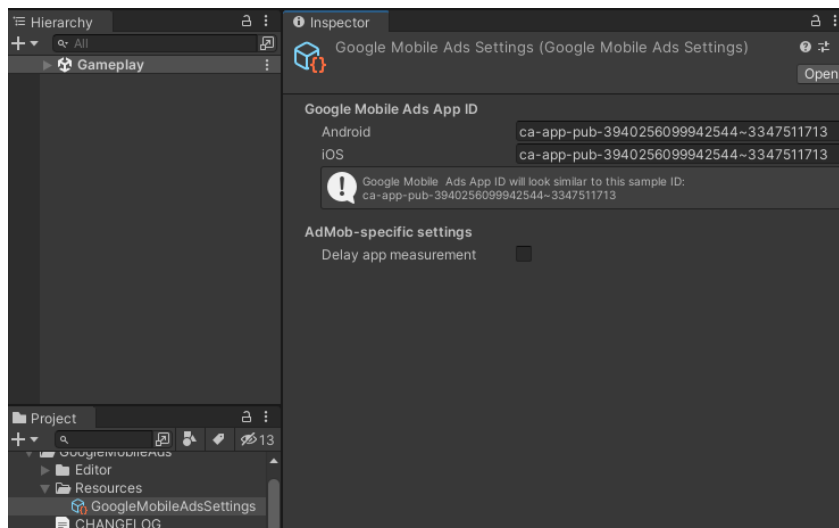 Hierarchy
All
Gameplay
Inspector
Google Mobile Ads Settings (Google Mobile Ads Settings)
Open
Google Mobile Ads App ID
Android
ca-app-pub-3940256099942544~3347511713
iOS
ca-app-pub-3940256099942544~3347511713
Google Mobile Ads App ID will look similar to this sample ID:
ca-app-pub-3940256099942544~3347511713
AdMob-specific settings
Delay app measurement
Project
13
GoogleMobileAds
Editor
Resources
GoogleMobileAdsSettings
CHANGELOG